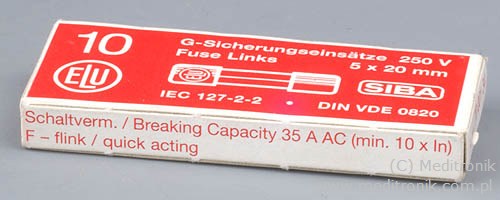 10
G-Sicherungseinsätze 250 V
Fuse Links 5 x 20 mm
ELU
SIBA
IEC 127-2-2
DIN VDE 0820
Schaltverm. / Breaking Capacity 35 A AC (min. 10 x In)
F – flink / quick acting
(C) Meditronik
www.meditronik.com.pl